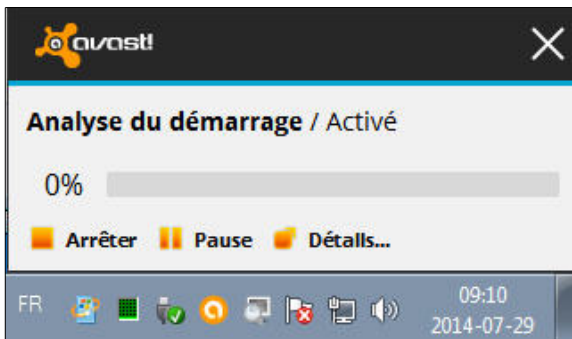 avast!
Analyse du démarrage / Activé
0%
Arrêter Pause Détails...
FR 09:10
2014-07-29